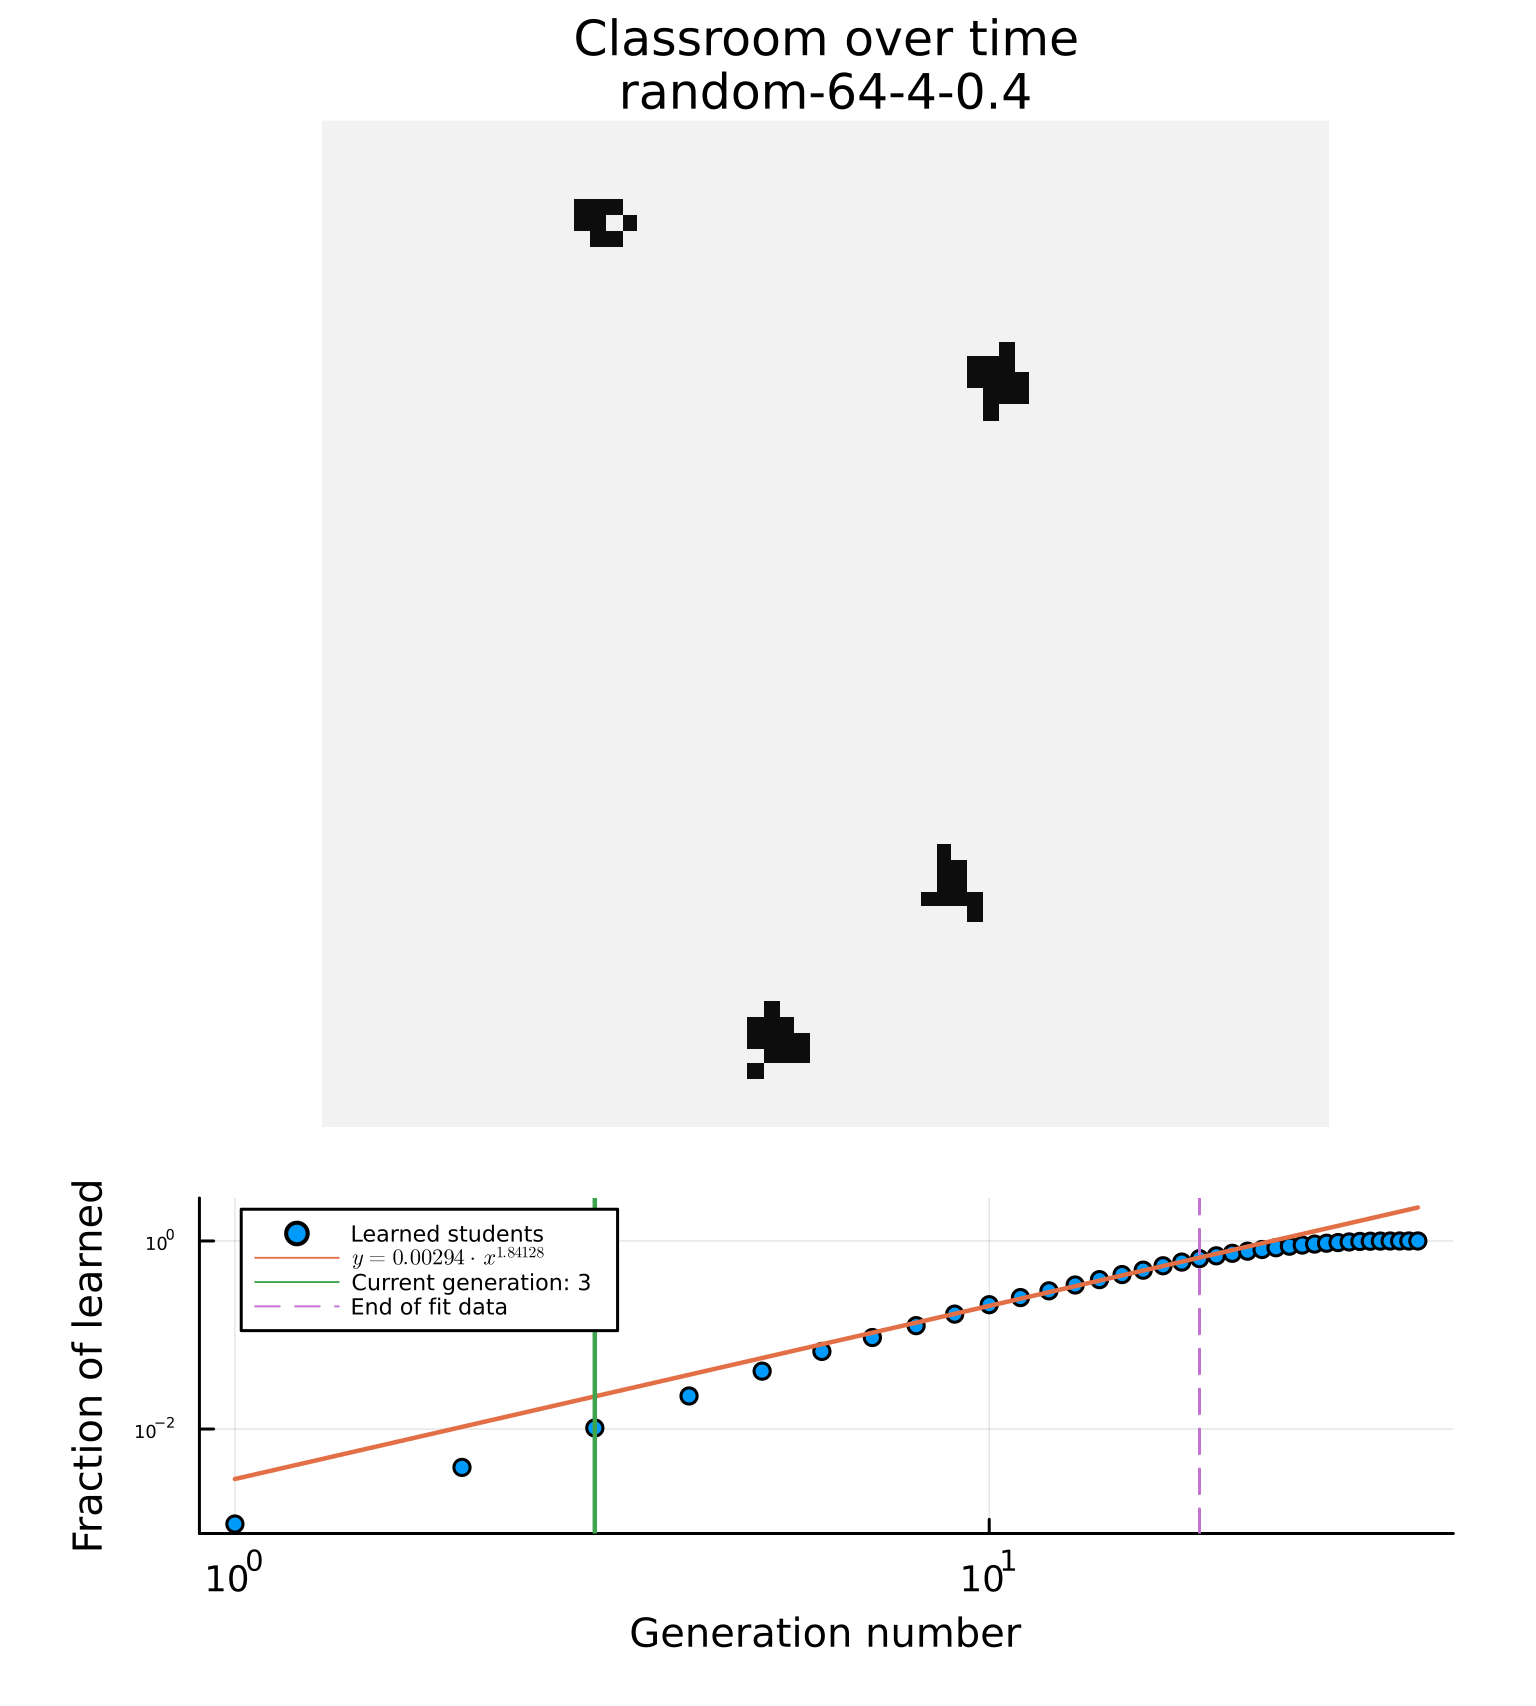 Classroom over time
random-64-4-0.4
Fraction of learned
10^0
10^−2
Learned students
y = 0.00294 · x^1.84128
Current generation: 3
End of fit data
10^0
10^1
Generation number